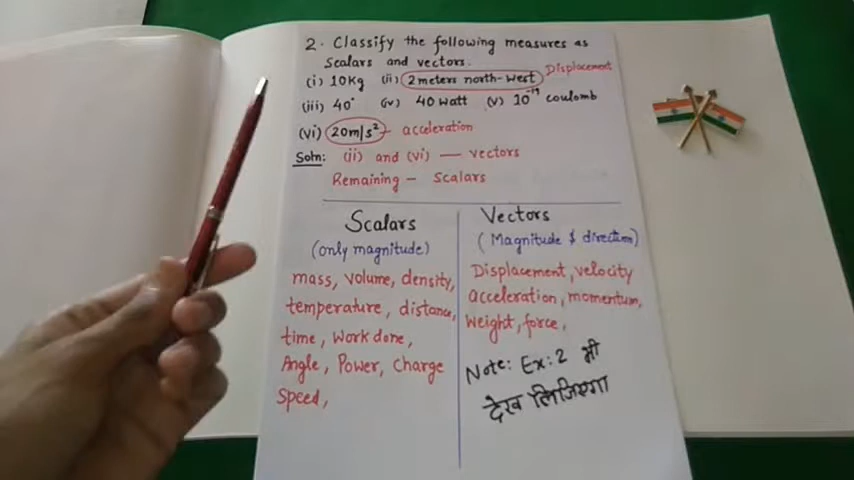 2. Classify the following measures as
Scalars and vectors.
(i) 10Kg (ii) 2 meters north-west Displacement
(iii) 40° (iv) 40 watt (v) 10⁻¹⁹ coulomb
(vi) 20m/s² - acceleration
Soln: (ii) and (vi) — vectors
Remaining - Scalars
Scalars
(only magnitude)
mass, volume, density,
temperature, distance,
time, Work done,
Angle, Power, Charge
Speed,
Vectors
(Magnitude & direction)
Displacement, velocity
acceleration, momentum,
Weight, force,
Note: Ex: 2 भी
देख लिजिएगा